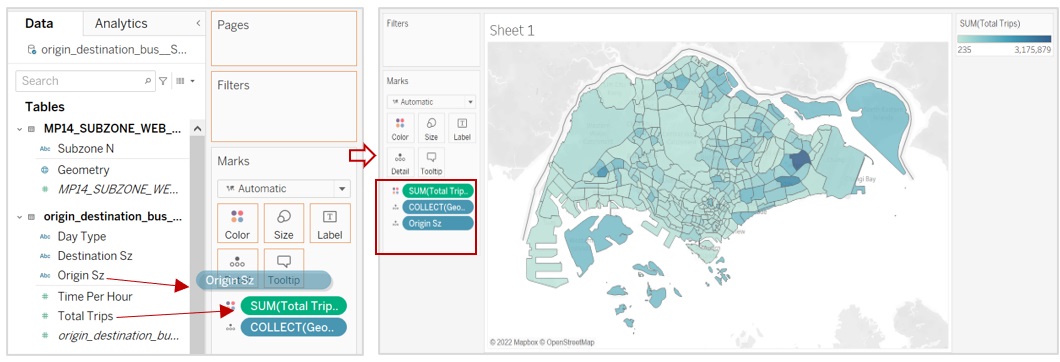 Data
Analytics
origin_destination_bus__S...
Search
Tables
MP14_SUBZONE_WEB_...
Abc Subzone N
Geometry
# MP14_SUBZONE_WE...
origin_destination_bus_...
Abc Day Type
Abc Destination Sz
Abc Origin Sz
# Time Per Hour
# Total Trips
# origin_destination_bu...
Pages
Filters
Marks
Automatic
Color
Size
Label
Tooltip
Origin Sz
SUM(Total Trip..
COLLECT(Geo..
Filters
Marks
Automatic
Color
Size
Label
Detail
Tooltip
SUM(Total Trip..
COLLECT(Geo..
Origin Sz
Sheet 1
gi Bay
© 2022 Mapbox © OpenStreetMap
SUM(Total Trips)
235
3,175,879